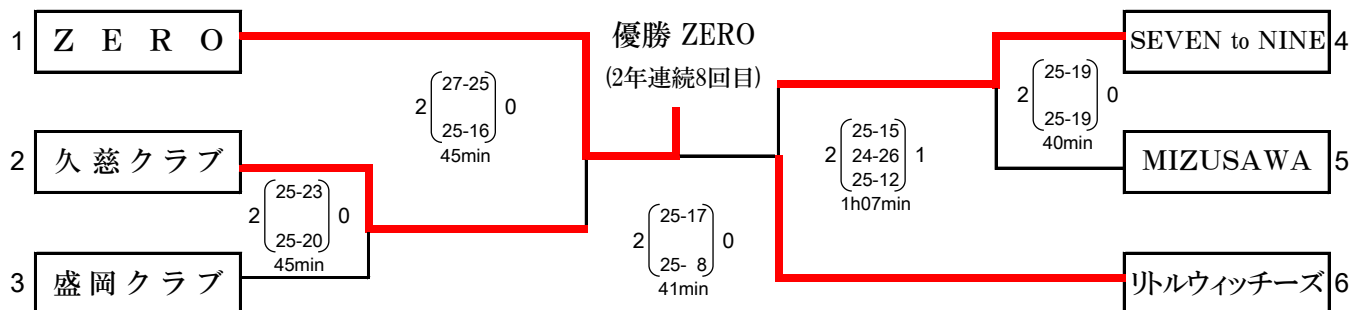 優勝 ZERO
(2年連続8回目)
1 ZERO
2 久慈クラブ
3 盛岡クラブ
SEVEN to NINE 4
MIZUSAWA 5
リトルウィッチーズ 6
27-25
2 0
25-16
45min
25-23
2 0
25-20
45min
25-17
2 0
25- 8
41min
25-15
2 24-26 1
25-12
1h07min
25-19
2 0
25-19
40min